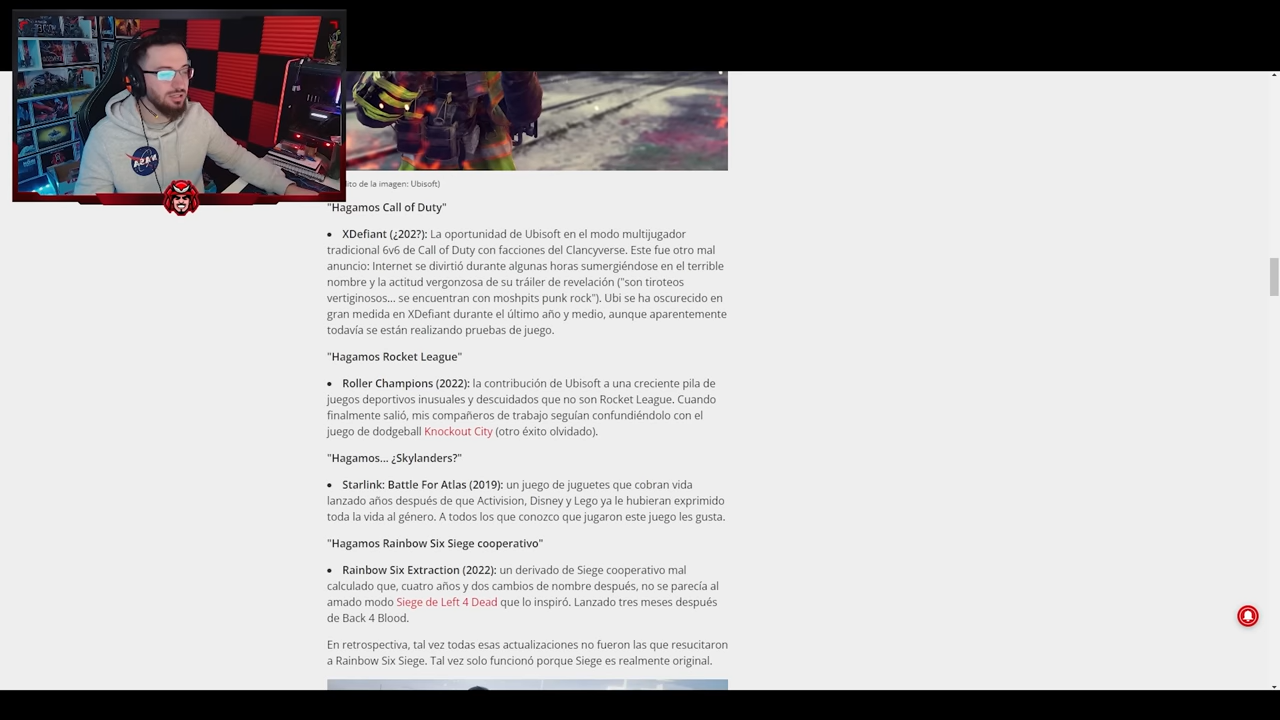 NASA
ito de la imagen: Ubisoft)
"Hagamos Call of Duty"
• XDefiant (¿202?): La oportunidad de Ubisoft en el modo multijugador
tradicional 6v6 de Call of Duty con facciones del Clancyverse. Este fue otro mal
anuncio: Internet se divirtió durante algunas horas sumergiéndose en el terrible
nombre y la actitud vergonzosa de su tráiler de revelación ("son tiroteos
vertiginosos... se encuentran con moshpits punk rock"). Ubi se ha oscurecido en
gran medida en XDefiant durante el último año y medio, aunque aparentemente
todavía se están realizando pruebas de juego.
"Hagamos Rocket League"
• Roller Champions (2022): la contribución de Ubisoft a una creciente pila de
juegos deportivos inusuales y descuidados que no son Rocket League. Cuando
finalmente salió, mis compañeros de trabajo seguían confundiéndolo con el
juego de dodgeball Knockout City (otro éxito olvidado).
"Hagamos... ¿Skylanders?"
• Starlink: Battle For Atlas (2019): un juego de juguetes que cobran vida
lanzado años después de que Activision, Disney y Lego ya le hubieran exprimido
toda la vida al género. A todos los que conozco que jugaron este juego les gusta.
"Hagamos Rainbow Six Siege cooperativo"
• Rainbow Six Extraction (2022): un derivado de Siege cooperativo mal
calculado que, cuatro años y dos cambios de nombre después, no se parecía al
amado modo Siege de Left 4 Dead que lo inspiró. Lanzado tres meses después
de Back 4 Blood.
En retrospectiva, tal vez todas esas actualizaciones no fueron las que resucitaron
a Rainbow Six Siege. Tal vez solo funcionó porque Siege es realmente original.